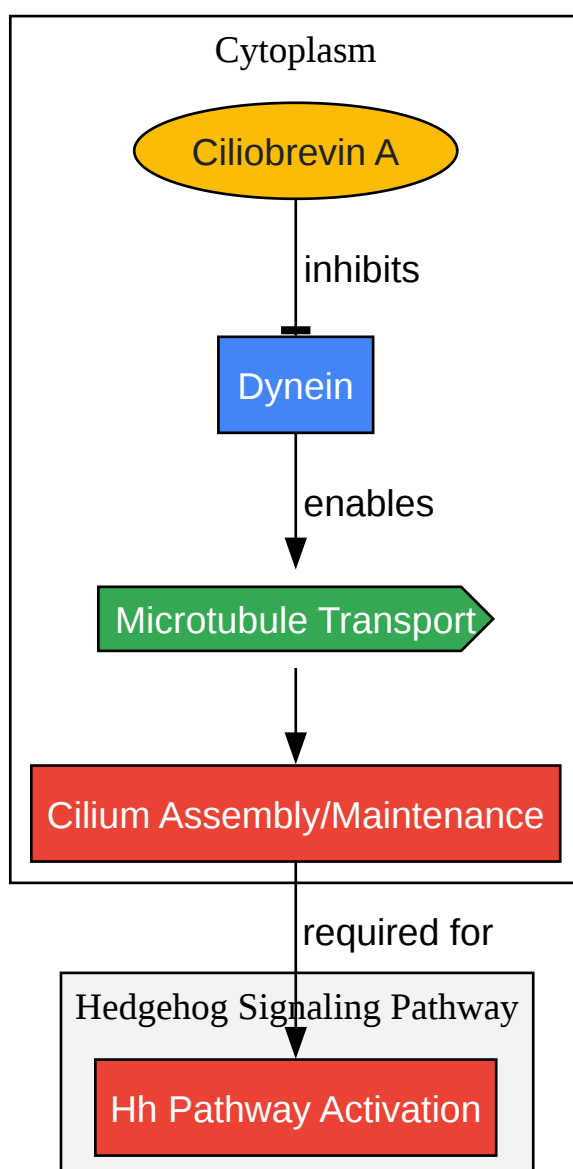 Cytoplasm
Ciliobrevin A
inhibits
Dynein
enables
Microtubule Transport
Cilium Assembly/Maintenance
required for
Hedgehog Signaling Pathway
Hh Pathway Activation